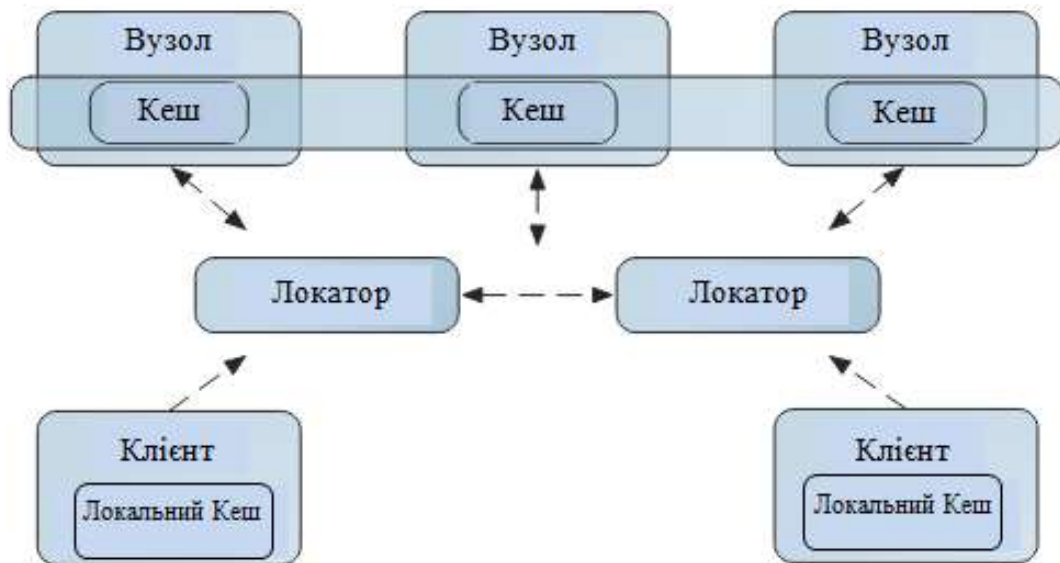 Вузол
Вузол
Вузол
Кеш
Кеш
Кеш
Локатор
Локатор
Клієнт
Клієнт
Локальний Кеш
Локальний Кеш